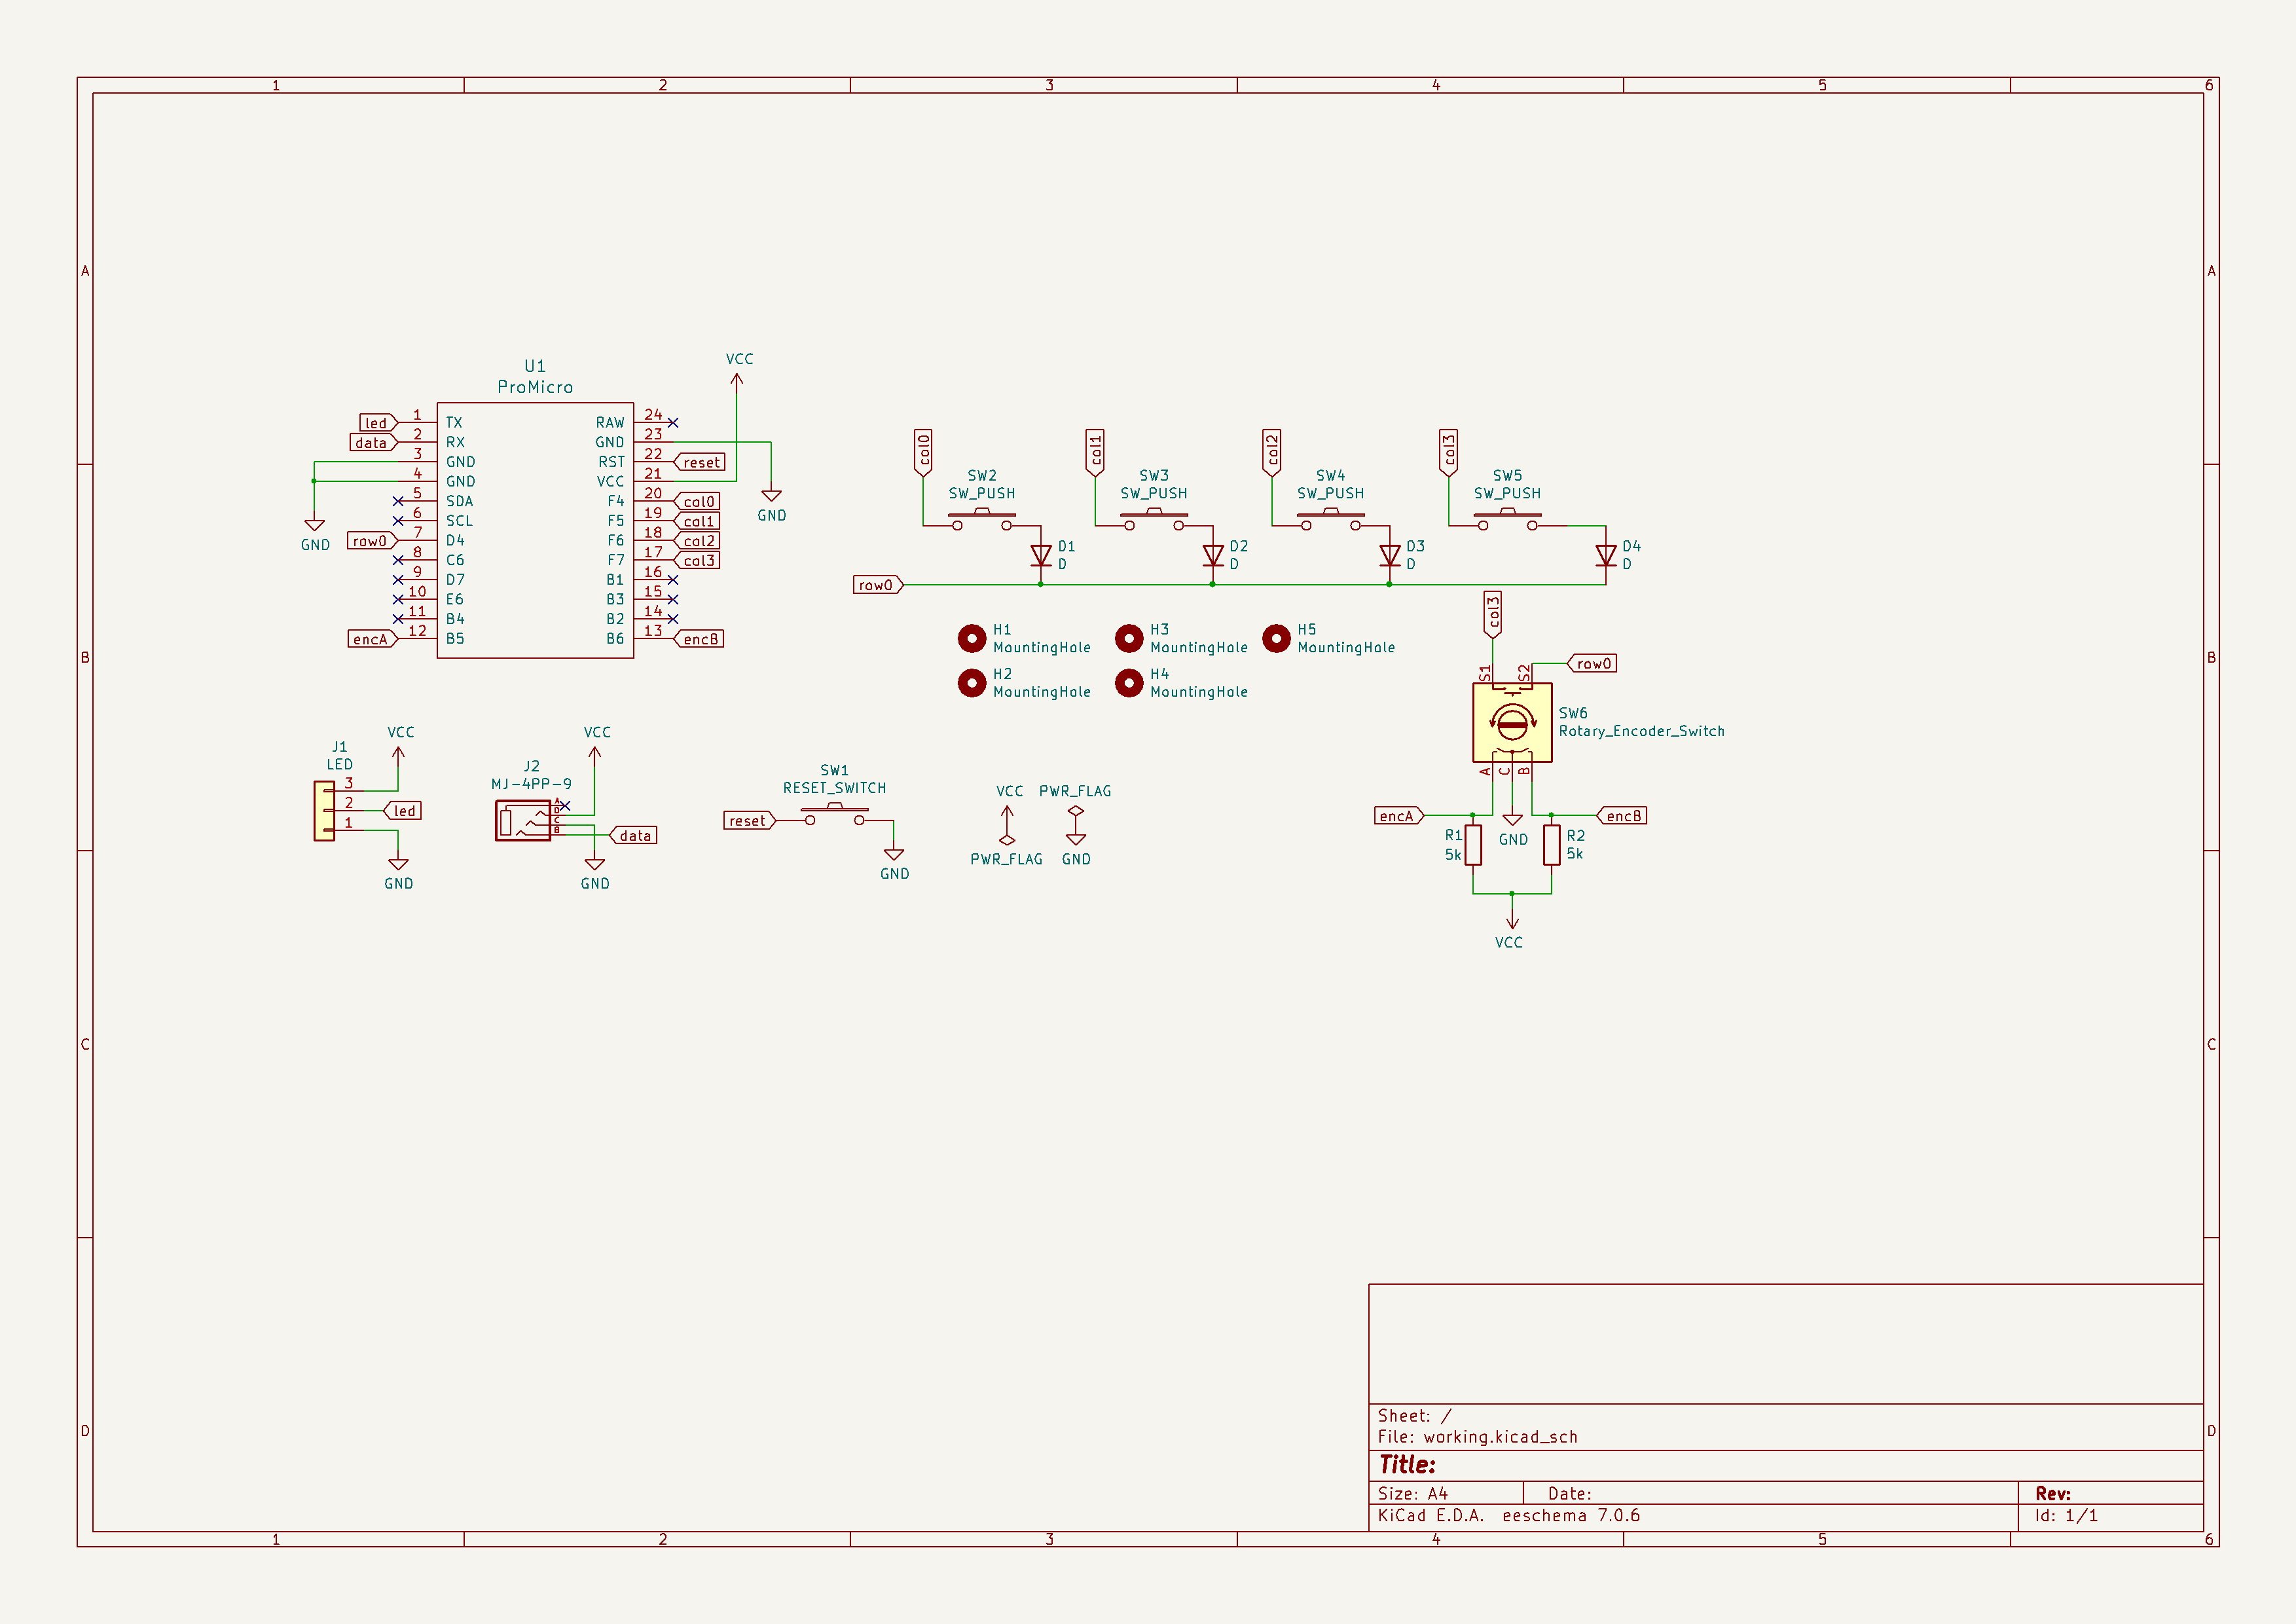 1 2 3 4 5 6
A A
B B
C C
D D
1 2 3 4 5 6
U1
ProMicro
led 1 TX
data 2 RX
3 GND
4 GND
5 SDA
6 SCL
row0 7 D4
8 C6
9 D7
10 E6
11 B4
encA 12 B5
RAW 24
GND 23
RST 22 reset
VCC 21
F4 20 col0
F5 19 col1
F6 18 col2
F7 17 col3
B1 16
B3 15
B2 14
B6 13 encB
GND
VCC
GND
col0
SW2
SW_PUSH
D1
D
col1
SW3
SW_PUSH
D2
D
col2
SW4
SW_PUSH
D3
D
col3
SW5
SW_PUSH
D4
D
row0
H1
MountingHole
H2
MountingHole
H3
MountingHole
H4
MountingHole
H5
MountingHole
col3
row0
S1 S2
SW6
Rotary_Encoder_Switch
A C B
encA
encB
GND
R1
5k
R2
5k
VCC
J1
LED
3
2
1
VCC
led
GND
J2
MJ-4PP-9
A
D
C
B
VCC
data
GND
SW1
RESET_SWITCH
reset
GND
VCC
PWR_FLAG
PWR_FLAG
GND
Sheet: /
File: working.kicad_sch
Title:
Size: A4 Date: Rev:
KiCad E.D.A. eeschema 7.0.6 Id: 1/1